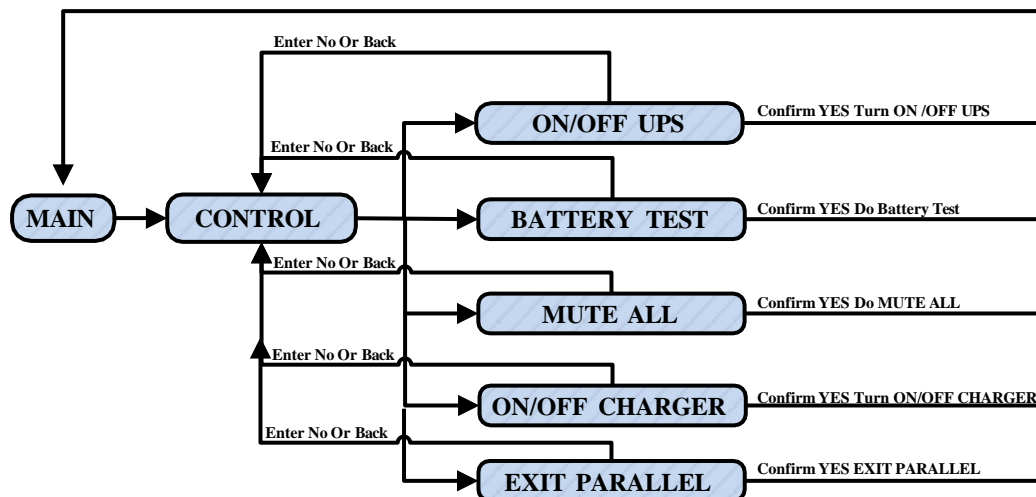 Enter No Or Back
ON/OFF UPS
Confirm YES Turn ON /OFF UPS
Enter No Or Back
MAIN
CONTROL
BATTERY TEST
Confirm YES Do Battery Test
Enter No Or Back
MUTE ALL
Confirm YES Do MUTE ALL
Enter No Or Back
ON/OFF CHARGER
Confirm YES Turn ON/OFF CHARGER
Enter No Or Back
EXIT PARALLEL
Confirm YES EXIT PARALLEL